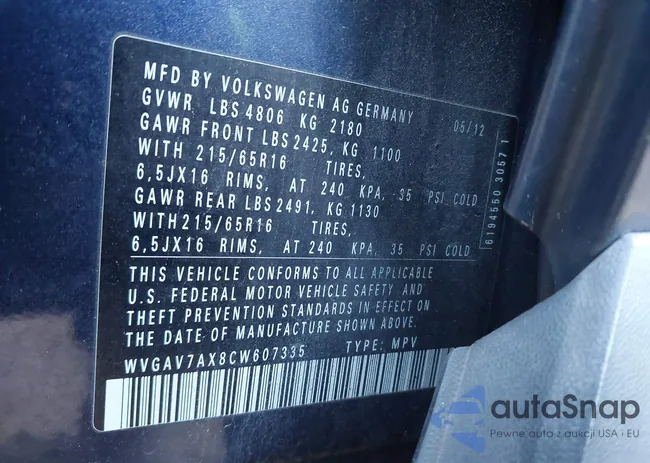 MFD BY VOLKSWAGEN AG GERMANY 05/12
GVWR LBS 4806 KG 2180
GAWR FRONT LBS 2425, KG 1100
WITH 215/65R16 TIRES,
6,5JX16 RIMS, AT 240 KPA, 35 PSI COLD
GAWR REAR LBS 2491, KG 1130
WITH 215/65R16 TIRES,
6,5JX16 RIMS, AT 240 KPA, 35 PSI COLD
THIS VEHICLE CONFORMS TO ALL APPLICABLE
U.S. FEDERAL MOTOR VEHICLE SAFETY AND
THEFT PREVENTION STANDARDS IN EFFECT ON
THE DATE OF MANUFACTURE SHOWN ABOVE.
WVGAV7AX8CW607335 TYPE: MPV
6194550 3057 1
autaSnap
Pewne auta z aukcji USA i EU